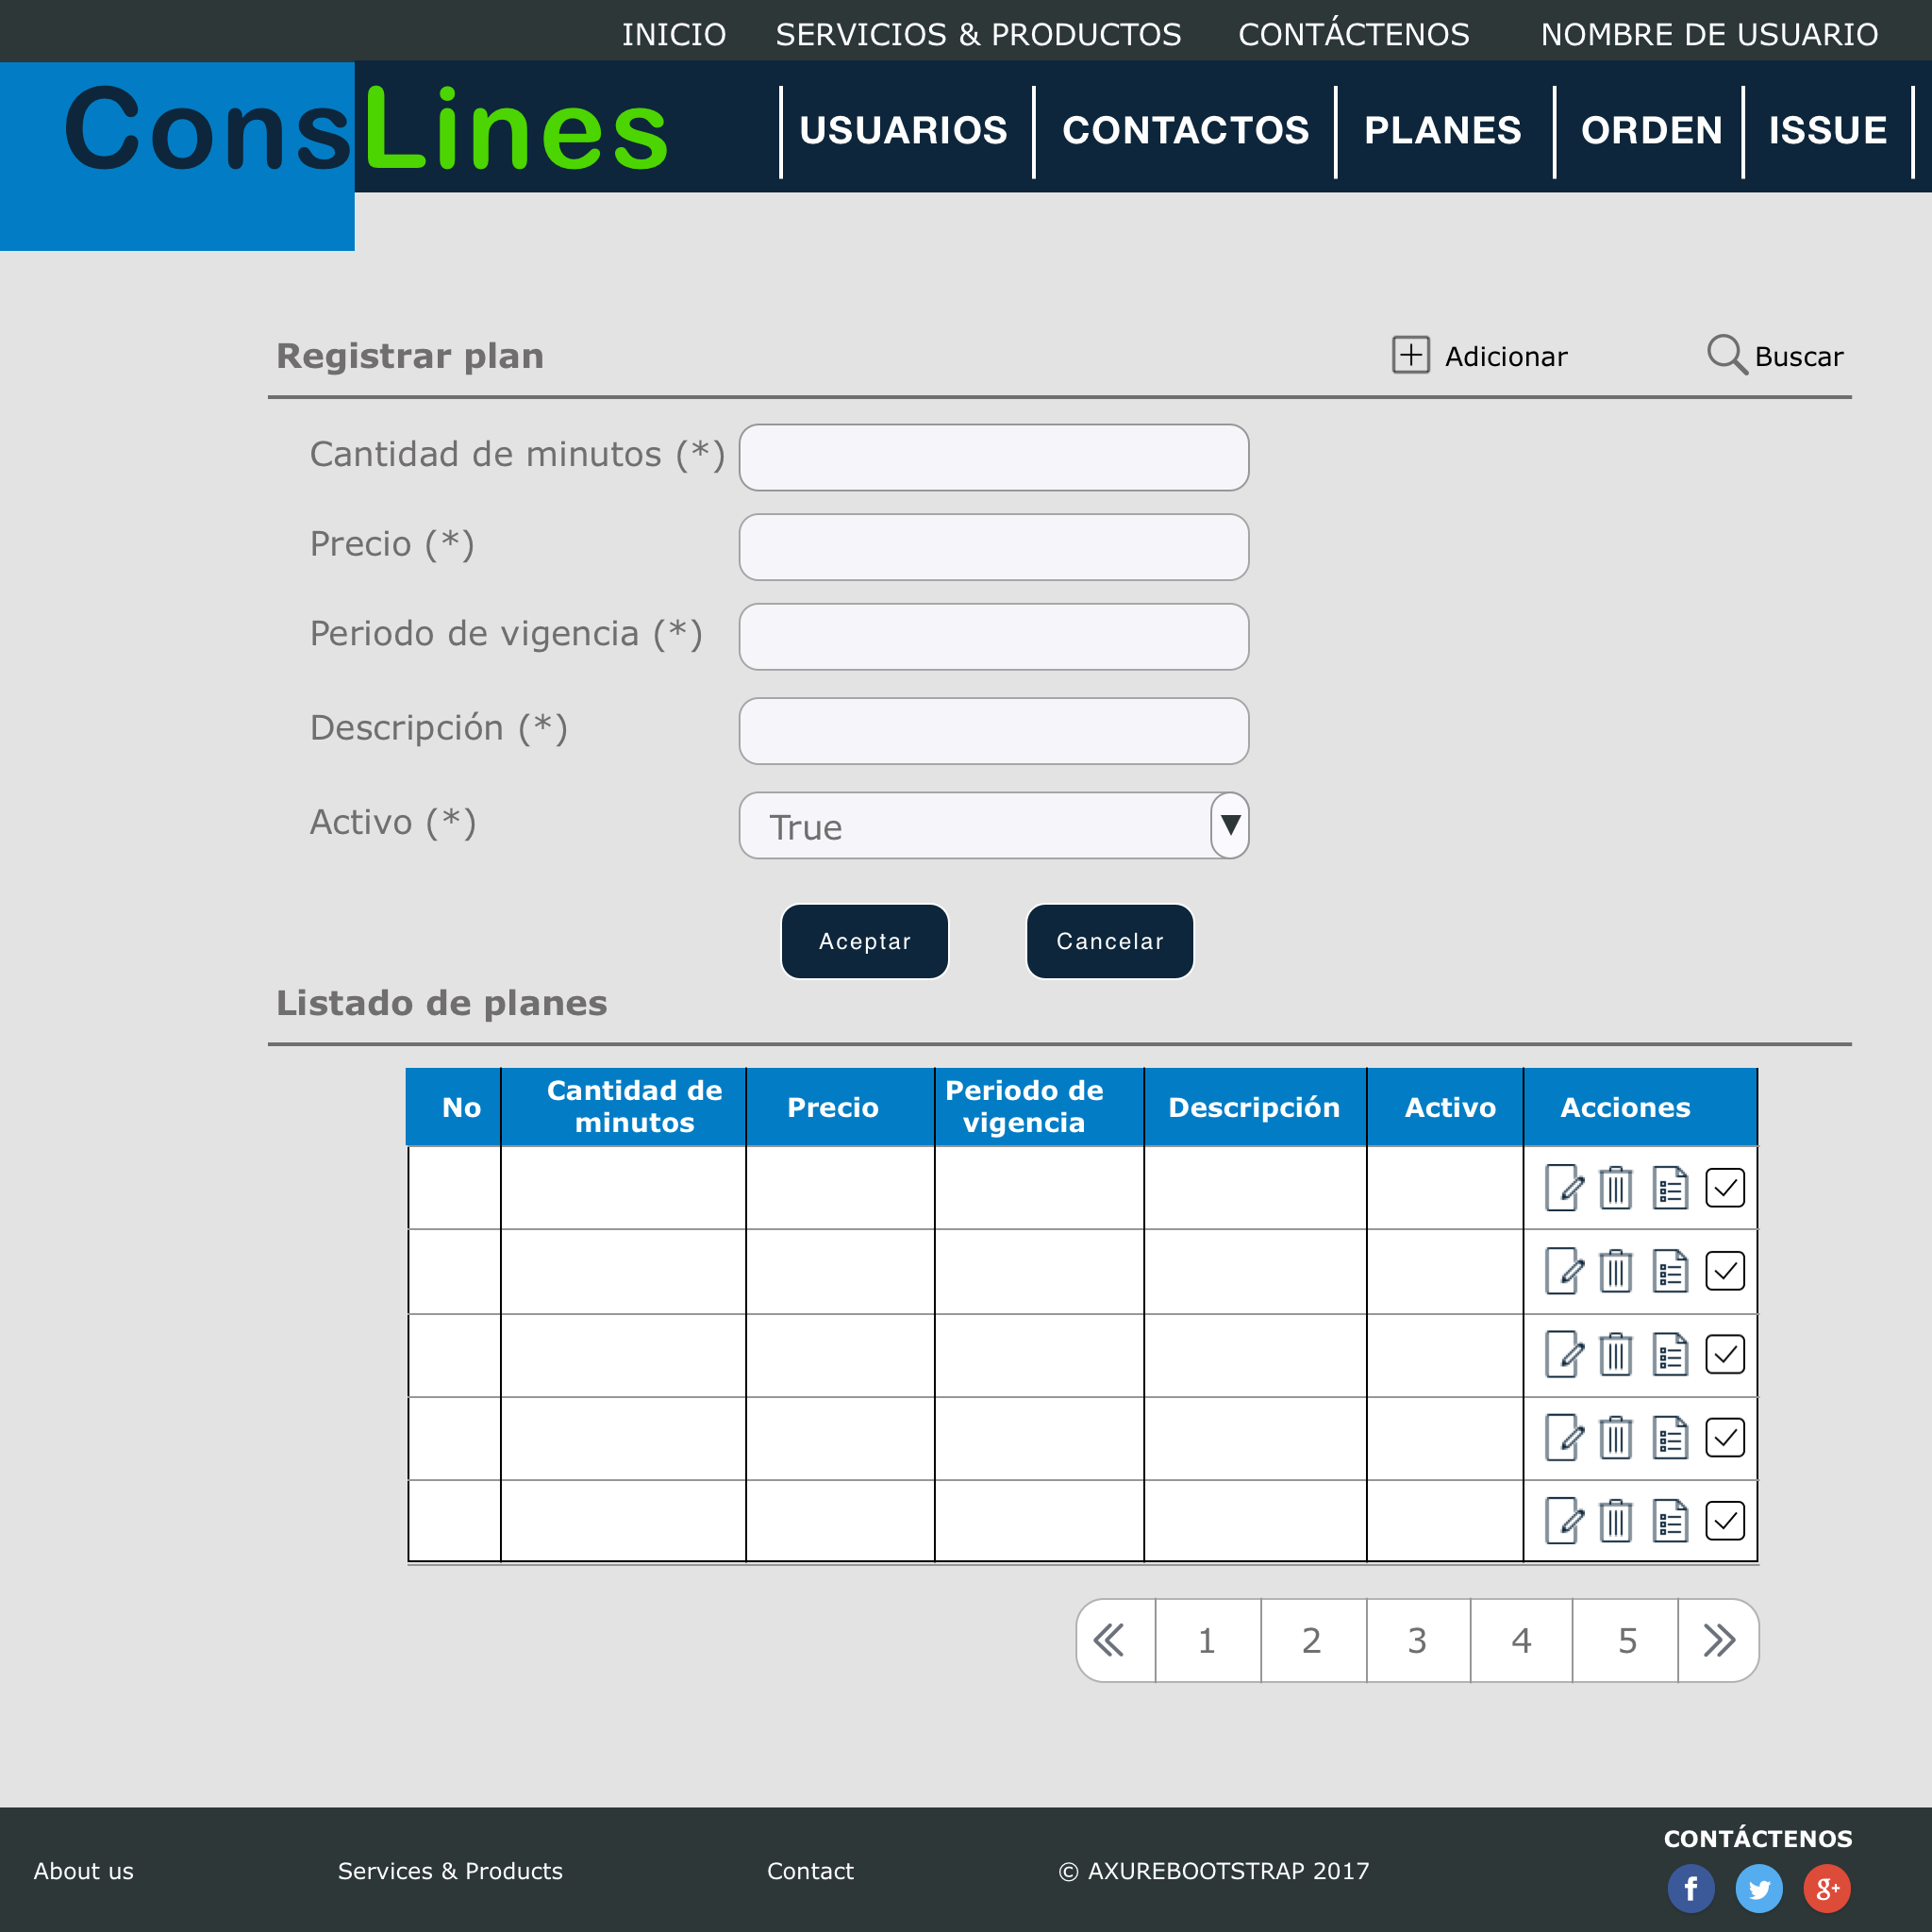 INICIO SERVICIOS & PRODUCTOS CONTÁCTENOS NOMBRE DE USUARIO
ConsLines
USUARIOS CONTACTOS PLANES ORDEN ISSUE
Registrar plan Adicionar Buscar
Cantidad de minutos (*)
Precio (*)
Periodo de vigencia (*)
Descripción (*)
Activo (*) True
Aceptar Cancelar
Listado de planes
No Cantidad de minutos Precio Periodo de vigencia Descripción Activo Acciones
1 2 3 4 5
CONTÁCTENOS
About us Services & Products Contact © AXUREBOOTSTRAP 2017
f g+